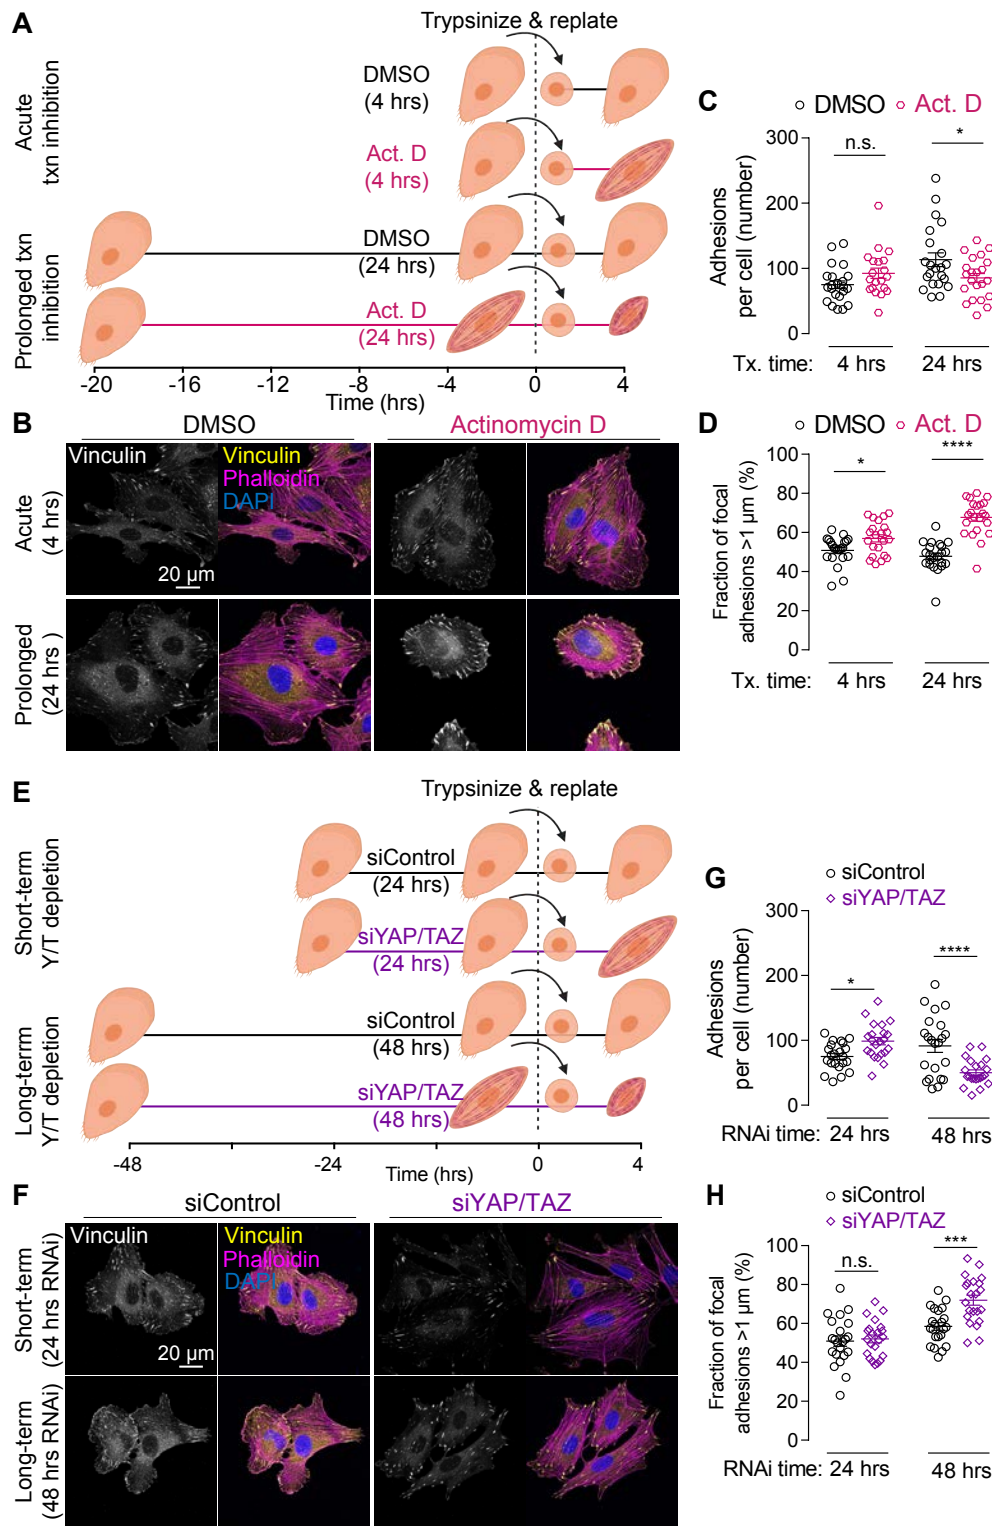 A
Trypsinize & replate
Acute
txn inhibition
DMSO
(4 hrs)
Act. D
(4 hrs)
Prolonged txn
inhibition
DMSO
(24 hrs)
Act. D
(24 hrs)
-20 -16 -12 -8 -4 0 4
Time (hrs)
B
DMSO Actinomycin D
Acute
(4 hrs)
Vinculin
Vinculin
Phalloidin
DAPI
20 µm
Prolonged
(24 hrs )
C
DMSO Act. D
Adhesions
per cell (number)
300
200
100
0
n.s.
*
Tx. time: 4 hrs 24 hrs
D
DMSO Act. D
Fraction of focal
adhesions >1 µm (%)
100
80
60
40
20
0
*
****
Tx. time: 4 hrs 24 hrs
E
Trypsinize & replate
Short-term
Y/T depletion
siControl
(24 hrs)
siYAP/TAZ
(24 hrs)
Long-term
Y/T depletion
siControl
(48 hrs)
siYAP/TAZ
(48 hrs)
-48 -24 0 4
Time (hrs)
F
siControl siYAP/TAZ
Short-term
(24 hrs RNAi)
Vinculin
Vinculin
Phalloidin
DAPI
20 µm
Long-term
(48 hrs RNAi)
G
siControl
siYAP/TAZ
Adhesions
per cell (number)
300
200
100
0
*
****
RNAi time: 24 hrs 48 hrs
H
siControl
siYAP/TAZ
Fraction of focal
adhesions >1 µm (%)
100
80
60
40
20
0
n.s.
***
RNAi time: 24 hrs 48 hrs